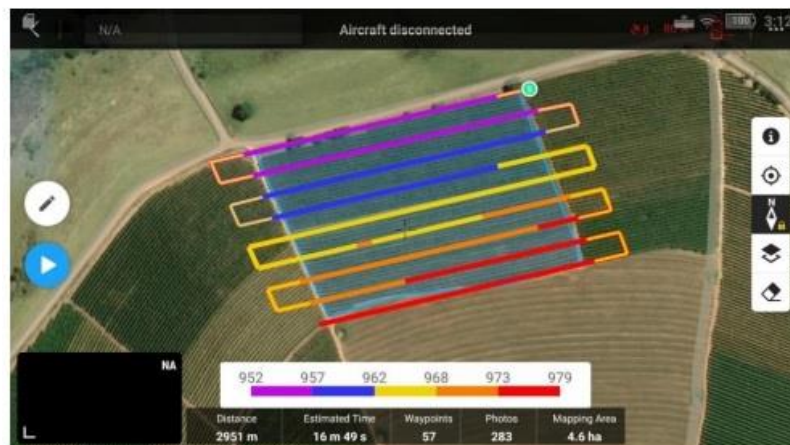 N/A
Aircraft disconnected
100
3:12
S
N
NA
952 957 962 968 973 979
Distance Estimated Time Waypoints Photos Mapping Area
2951 m 16 m 49 s 57 283 4.6 ha